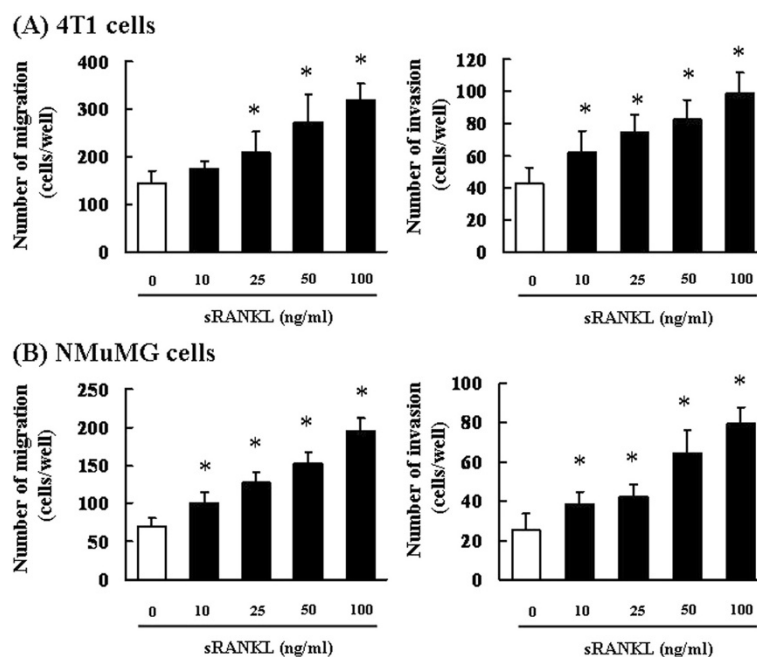 (A) 4T1 cells
Number of migration
(cells/well)
400
300
200
100
0
*
*
*
0 10 25 50 100
sRANKL (ng/ml)
Number of invasion
(cells/well)
120
100
80
60
40
20
0
*
*
*
*
0 10 25 50 100
sRANKL (ng/ml)
(B) NMuMG cells
Number of migration
(cells/well)
250
200
150
100
50
0
*
*
*
*
0 10 25 50 100
sRANKL (ng/ml)
Number of invasion
(cells/well)
100
80
60
40
20
0
*
*
*
*
0 10 25 50 100
sRANKL (ng/ml)